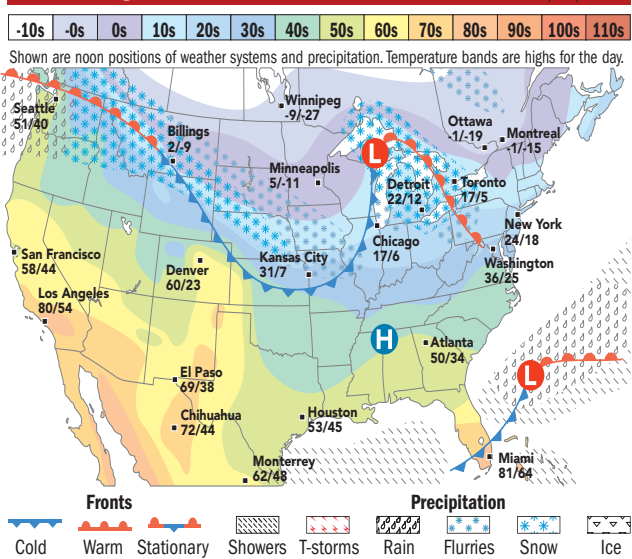 -10s -0s 0s 10s 20s 30s 40s 50s 60s 70s 80s 90s 100s 110s
Shown are noon positions of weather systems and precipitation. Temperature bands are highs for the day.
Seattle
51/40
Winnipeg
-9/-27
Billings
2/-9
Ottawa
-1/-19
Montreal
-1/-15
Minneapolis
5/-11
L
Detroit
22/12
Toronto
17/5
New York
24/18
Chicago
17/6
Washington
36/25
San Francisco
58/44
Denver
60/23
Kansas City
31/7
Los Angeles
80/54
H
Atlanta
50/34
L
El Paso
69/38
Chihuahua
72/44
Houston
53/45
Monterrey
62/48
Miami
81/64
Fronts
Precipitation
Cold Warm Stationary Showers T-storms Rain Flurries Snow Ice